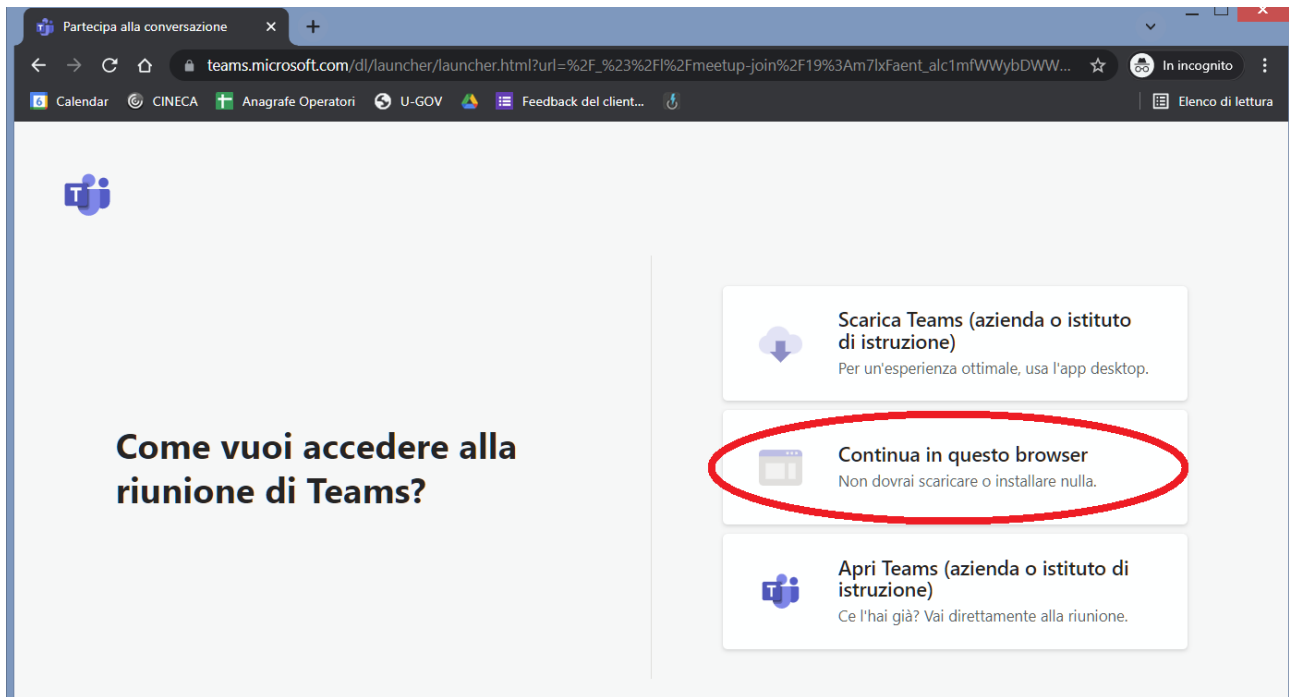 Partecipa alla conversazione
teams.microsoft.com/dl/launcher/launcher.html?url=%2F_%23%2Fl%2Fmeetup-join%2F19%3Am7lxFaent_alc1mfWWybDWW...
In incognito
6 Calendar CINECA Anagrafe Operatori U-GOV Feedback del client...
Elenco di lettura
T
Scarica Teams (azienda o istituto
di istruzione)
Per un'esperienza ottimale, usa l'app desktop.
Come vuoi accedere alla
riunione di Teams?
Continua in questo browser
Non dovrai scaricare o installare nulla.
T
Apri Teams (azienda o istituto di
istruzione)
Ce l'hai già? Vai direttamente alla riunione.